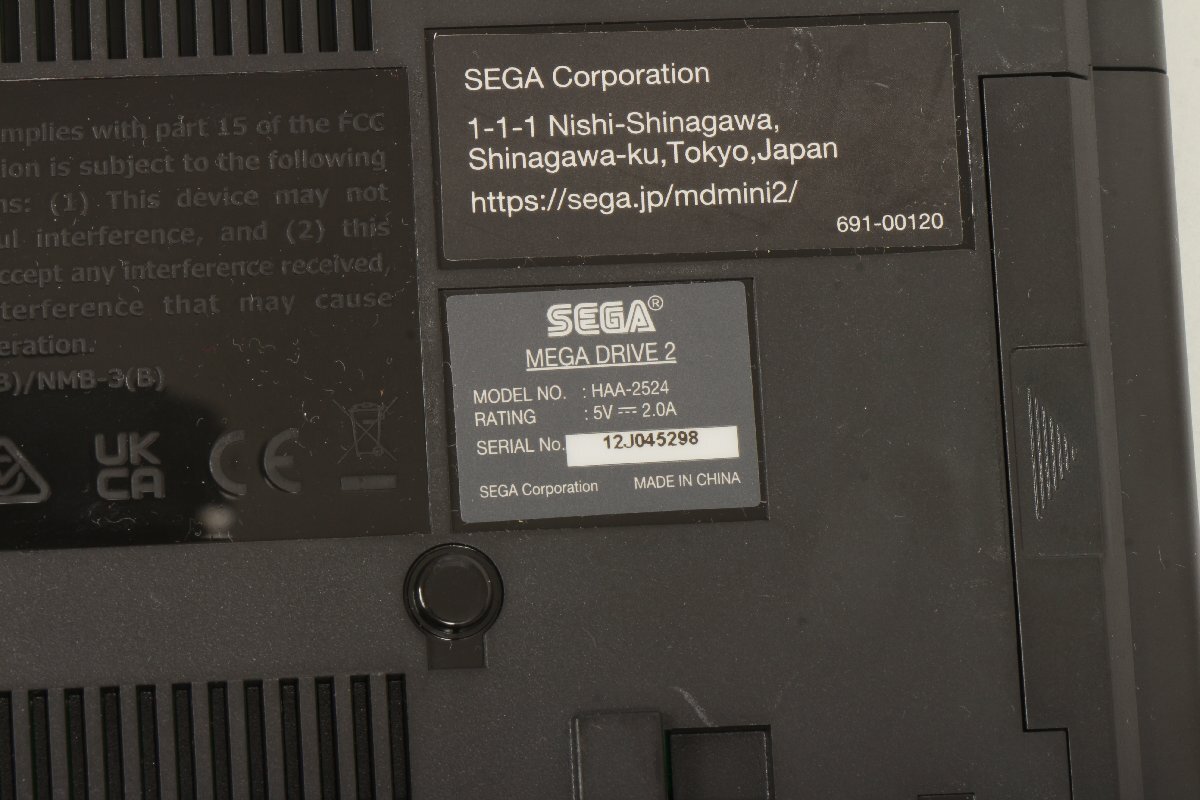 mplies with part 15 of the FCC
ion is subject to the following
ns: (1) This device may not
ul interference, and (2) this
ccept any interference received,
terference that may cause
eration.
B)/NMB-3(B)
UK
CA
CE
SEGA Corporation
1-1-1 Nishi-Shinagawa,
Shinagawa-ku,Tokyo,Japan
https://sega.jp/mdmini2/
691-00120
SEGA®
MEGA DRIVE 2
MODEL NO. : HAA-2524
RATING : 5V ⎓ 2.0A
SERIAL No. 12J045298
SEGA Corporation MADE IN CHINA